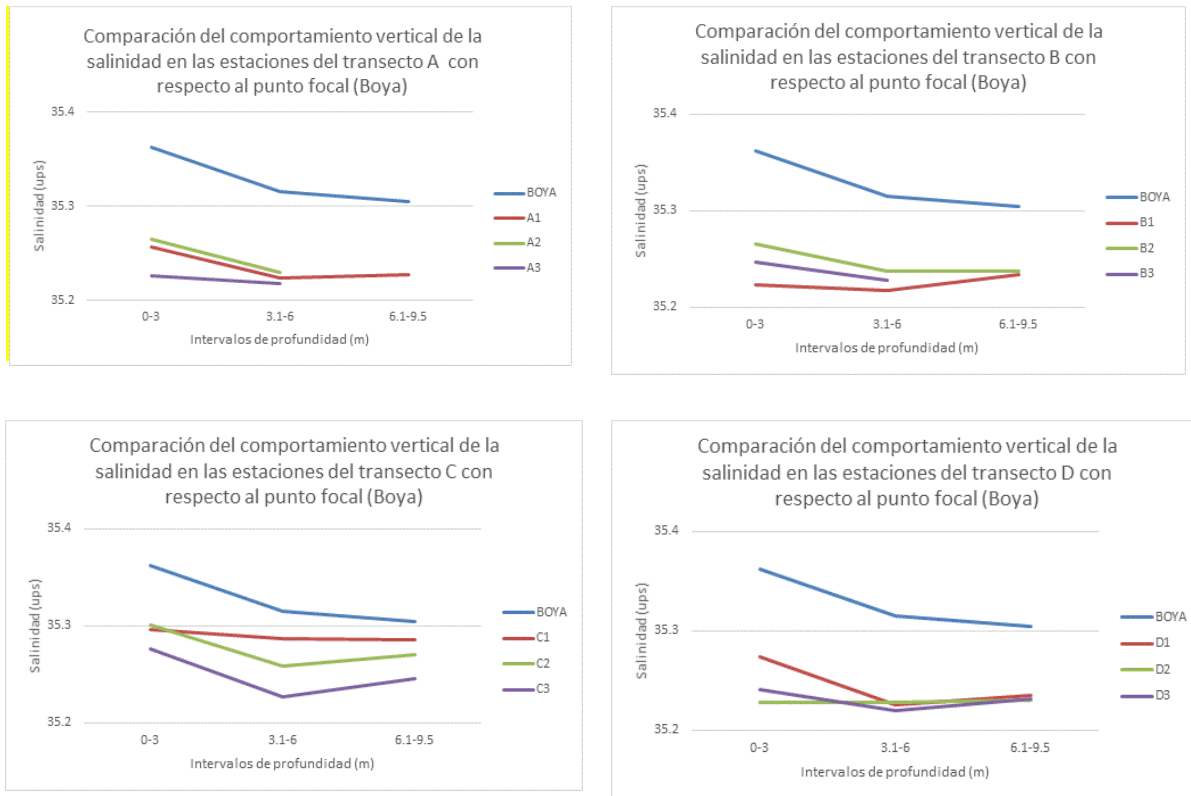 Comparación del comportamiento vertical de la
salinidad en las estaciones del transecto A con
respecto al punto focal (Boya)
35.4
35.3
35.2
Salinidad (ups)
0-3
3.1-6
6.1-9.5
Intervalos de profundidad (m)
BOYA
A1
A2
A3
Comparación del comportamiento vertical de la
salinidad en las estaciones del transecto B con
respecto al punto focal (Boya)
35.4
35.3
35.2
Salinidad (ups)
0-3
3.1-6
6.1-9.5
Intervalos de profundidad (m)
BOYA
B1
B2
B3
Comparación del comportamiento vertical de la
salinidad en las estaciones del transecto C con
respecto al punto focal (Boya)
35.4
35.3
35.2
Salinidad (ups)
0-3
3.1-6
6.1-9.5
Intervalos de profundidad (m)
BOYA
C1
C2
C3
Comparación del comportamiento vertical de la
salinidad en las estaciones del transecto D con
respecto al punto focal (Boya)
35.4
35.3
35.2
Salinidad (ups)
0-3
3.1-6
6.1-9.5
Intervalos de profundidad (m)
BOYA
D1
D2
D3